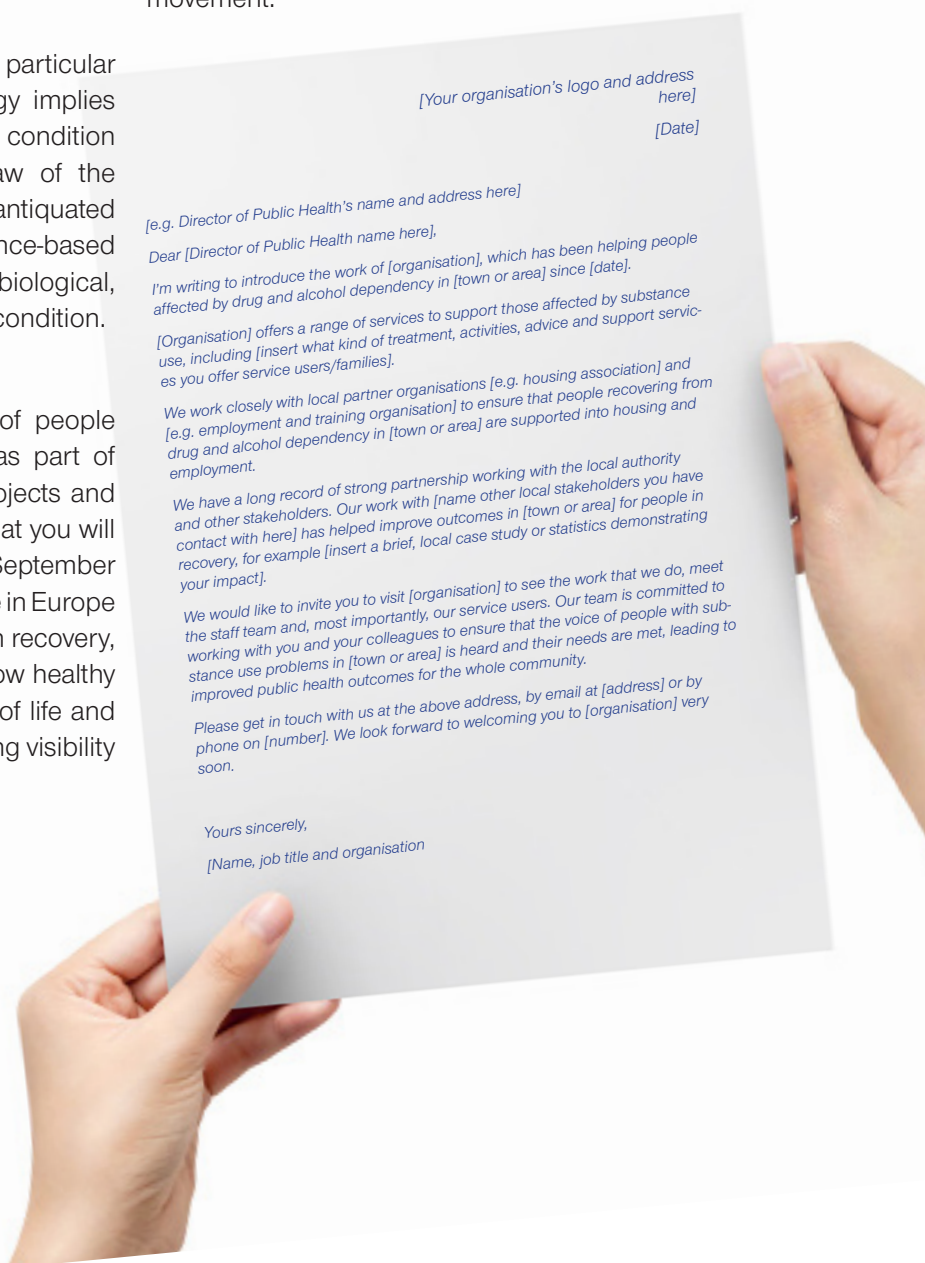 particular
gy implies
condition
aw of the
antiquated
nce-based
biological,
condition.
of people
as part of
ojects and
at you will
September
in Europe
n recovery,
ow healthy
of life and
ng visibility
movement.
[Your organisation's logo and address
here]
[Date]
[e.g. Director of Public Health's name and address here]
Dear [Director of Public Health name here],
I'm writing to introduce the work of [organisation], which has been helping people
affected by drug and alcohol dependency in [town or area] since [date].
[Organisation] offers a range of services to support those affected by substance
use, including [insert what kind of treatment, activities, advice and support servic-
es you offer service users/families].
We work closely with local partner organisations [e.g. housing association] and
[e.g. employment and training organisation] to ensure that people recovering from
drug and alcohol dependency in [town or area] are supported into housing and
employment.
We have a long record of strong partnership working with the local authority
and other stakeholders. Our work with [name other local stakeholders you have
contact with here] has helped improve outcomes in [town or area] for people in
recovery, for example [insert a brief, local case study or statistics demonstrating
your impact].
We would like to invite you to visit [organisation] to see the work that we do, meet
the staff team and, most importantly, our service users. Our team is committed to
working with you and your colleagues to ensure that the voice of people with sub-
stance use problems in [town or area] is heard and their needs are met, leading to
improved public health outcomes for the whole community.
Please get in touch with us at the above address, by email at [address] or by
phone on [number]. We look forward to welcoming you to [organisation] very
soon.
Yours sincerely,
[Name, job title and organisation